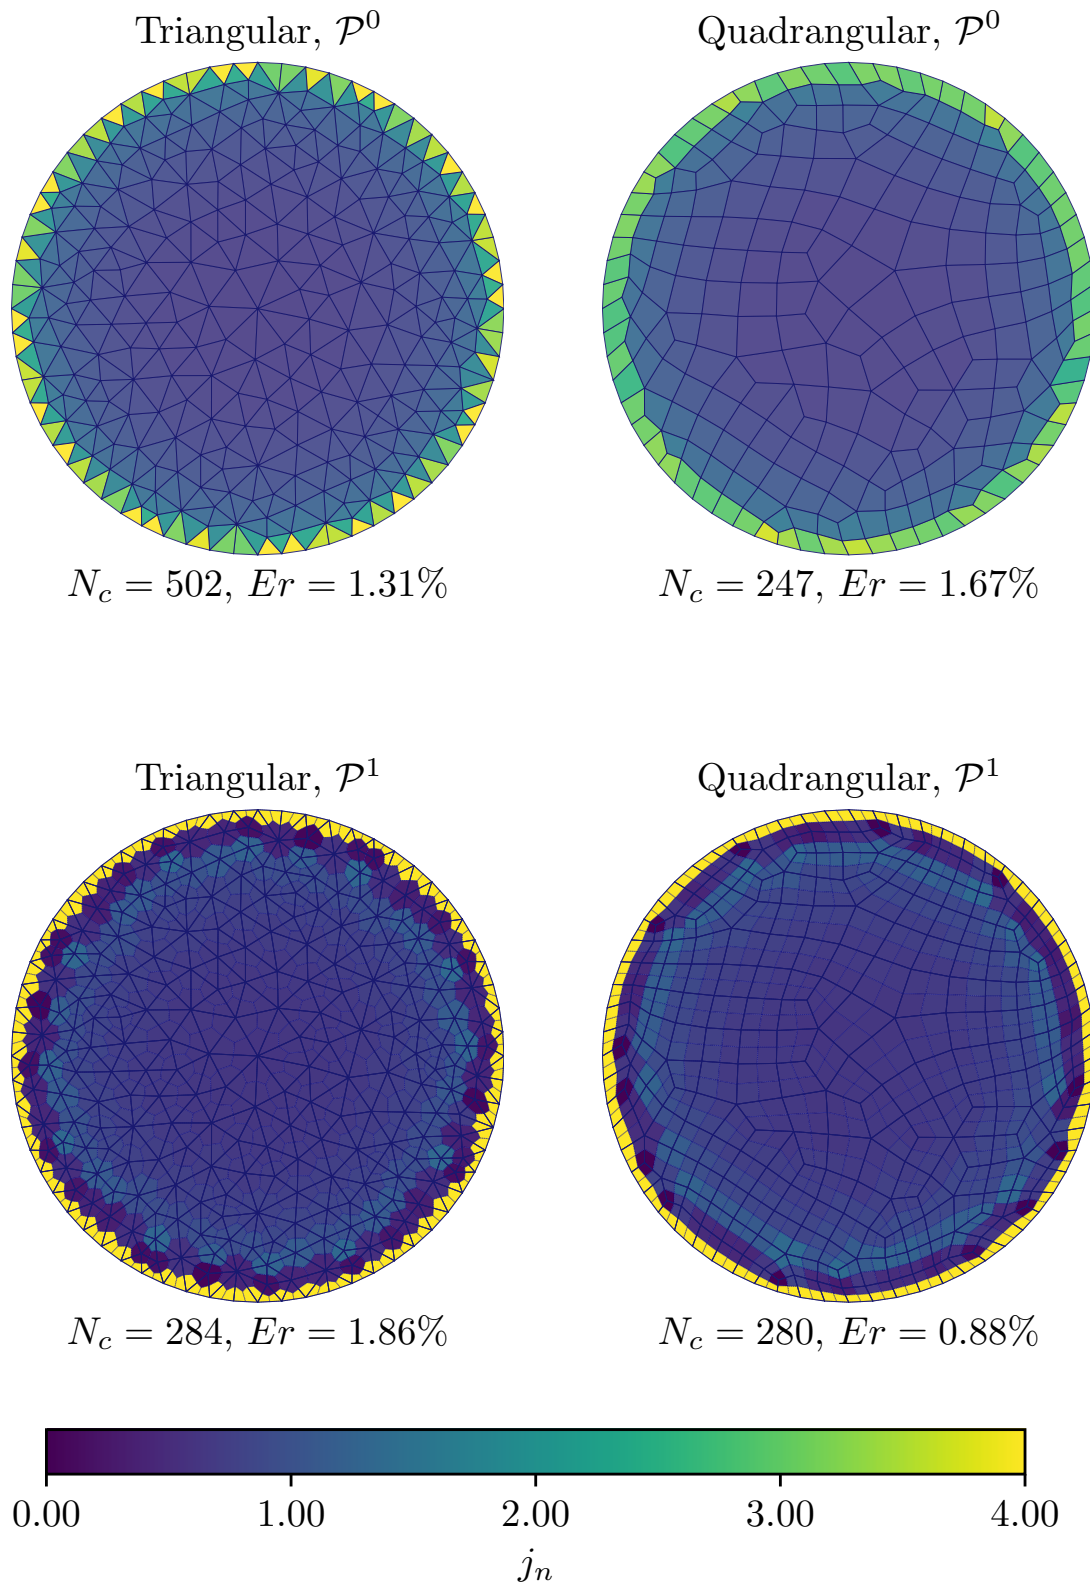 Triangular, 𝒫⁰
Quadrangular, 𝒫⁰
N_c = 502, Er = 1.31%
N_c = 247, Er = 1.67%
Triangular, 𝒫¹
Quadrangular, 𝒫¹
N_c = 284, Er = 1.86%
N_c = 280, Er = 0.88%
0.00 1.00 2.00 3.00 4.00
j_n